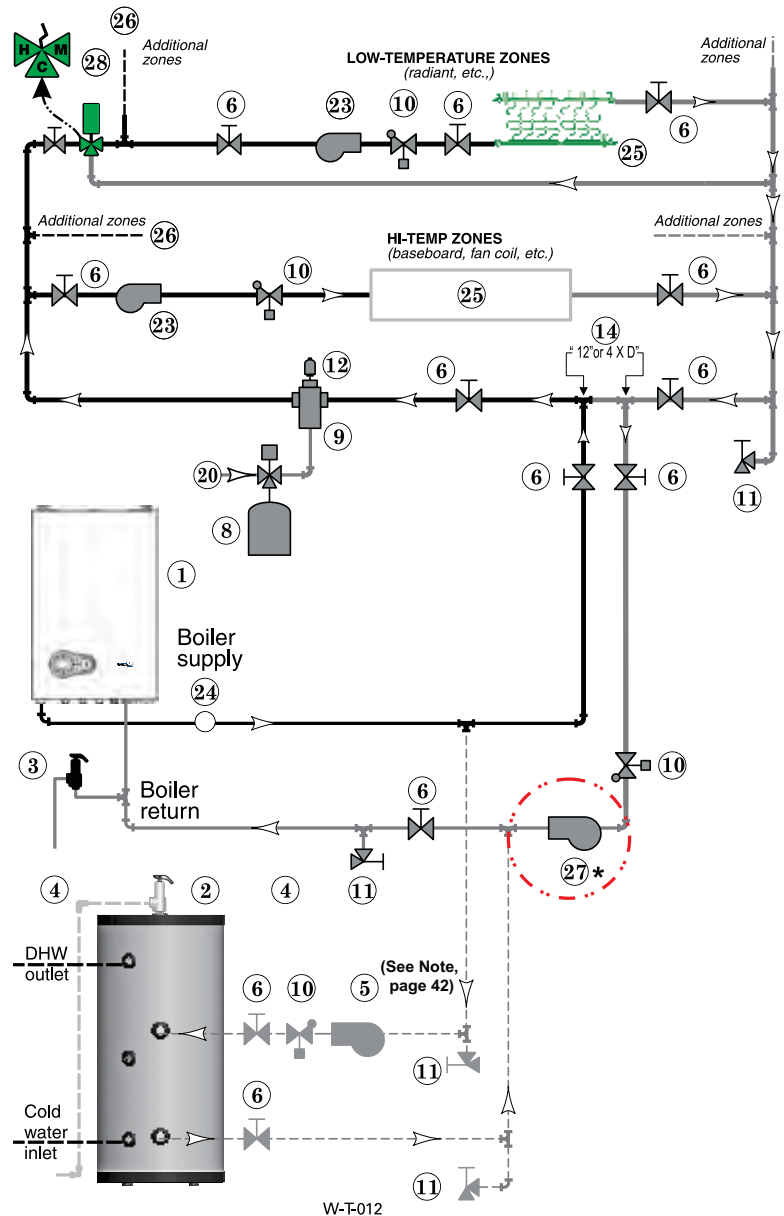 26
Additional
zones
Additional
zones
H M
C
28
LOW-TEMPERATURE ZONES
(radiant, etc.,)
6
23
10
6
6
25
Additional zones
26
HI-TEMP ZONES
(baseboard, fan coil, etc.)
Additional zones
6
23
10
25
6
14
“ 12”or 4 X D”
12
6
6
9
20
8
6
6
11
1
Boiler
supply
24
3
Boiler
return
6
10
11
27*
4
2
4
DHW
outlet
(See Note,
page 42)
6
10
5
11
Cold
water
inlet
6
11
W-T-012